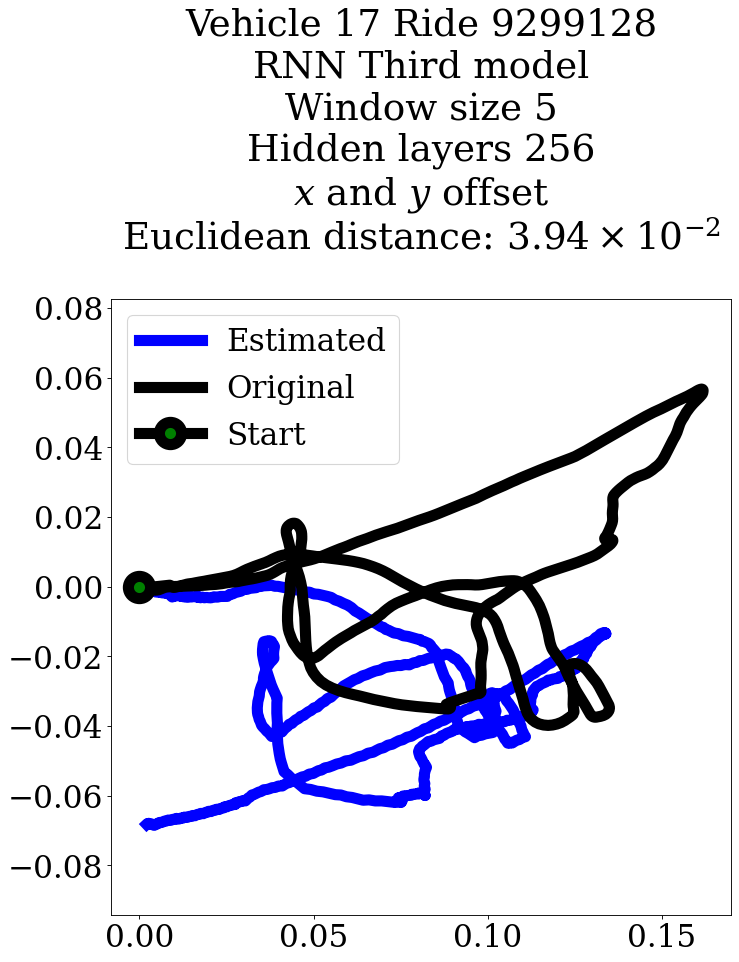 Vehicle 17 Ride 9299128
RNN Third model
Window size 5
Hidden layers 256
x and y offset
Euclidean distance: 3.94 × 10⁻²
Estimated
Original
Start
0.08
0.06
0.04
0.02
0.00
−0.02
−0.04
−0.06
−0.08
0.00 0.05 0.10 0.15